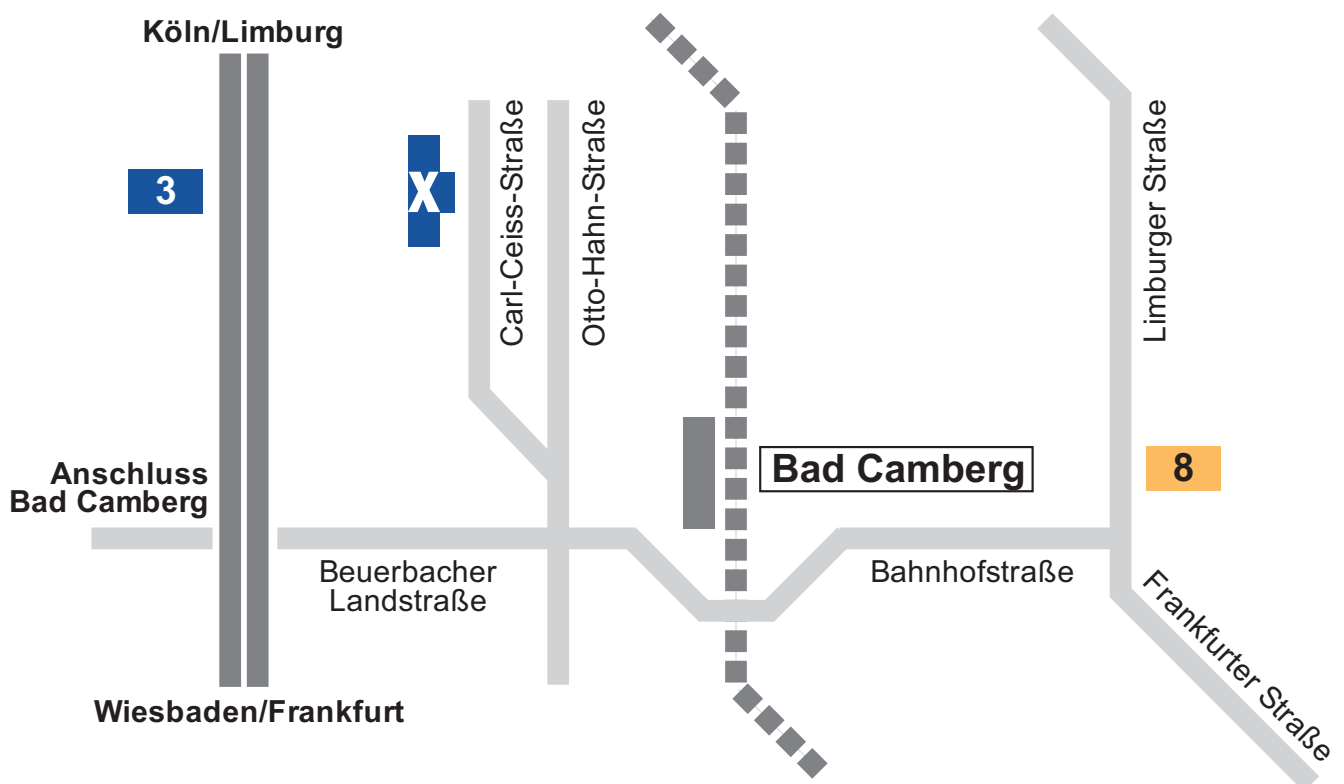 Köln/Limburg
3
X
Carl-Ceiss-Straße
Otto-Hahn-Straße
Limburger Straße
Anschluss
Bad Camberg
Bad Camberg
8
Beuerbacher
Landstraße
Bahnhofstraße
Frankfurter Straße
Wiesbaden/Frankfurt